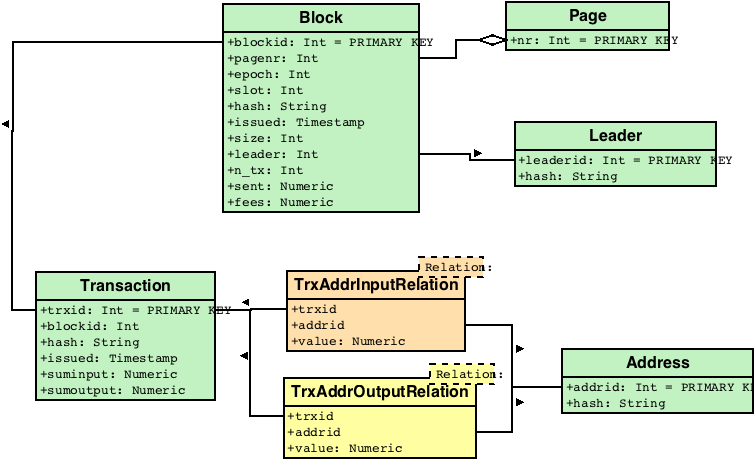 Block
+blockid: Int = PRIMARY KEY
+pagenr: Int
+epoch: Int
+slot: Int
+hash: String
+issued: Timestamp
+size: Int
+leader: Int
+n_tx: Int
+sent: Numeric
+fees: Numeric
Page
+nr: Int = PRIMARY KEY
Leader
+leaderid: Int = PRIMARY KEY
+hash: String
Transaction
+trxid: Int = PRIMARY KEY
+blockid: Int
+hash: String
+issued: Timestamp
+suminput: Numeric
+sumoutput: Numeric
Relation:
TrxAddrInputRelation
+trxid
+addrid
+value: Numeric
Relation:
TrxAddrOutputRelation
+trxid
+addrid
+value: Numeric
Address
+addrid: Int = PRIMARY
+hash: String